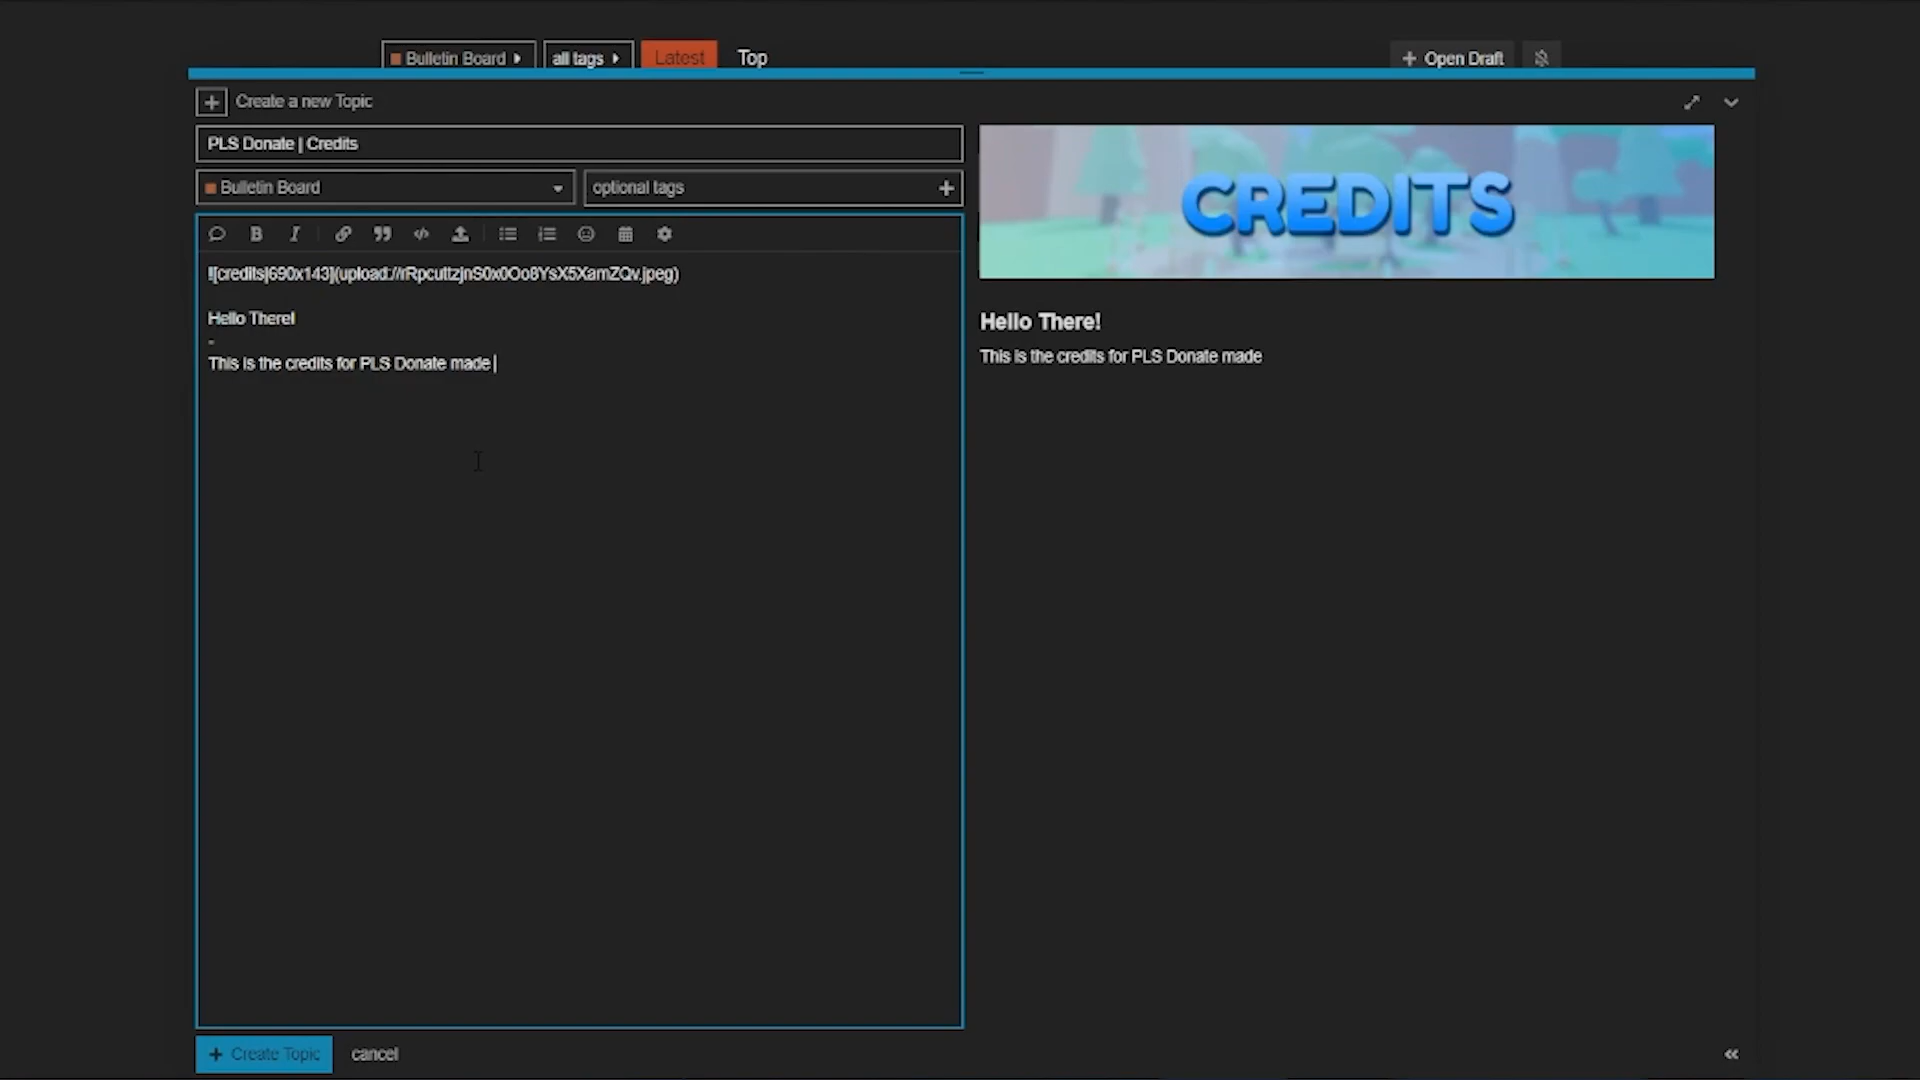 Bulletin Board
all tags
Latest
Top
Open Draft
Create a new Topic
PLS Donate | Credits
Bulletin Board
optional tags
B I
![credits|690x143](upload://rRpcuttzjnS0x0Oo8YsX5XamZQv.jpeg)
Hello There!
-
This is the credits for PLS Donate made
CREDITS
Hello There!
This is the credits for PLS Donate made
Create Topic
cancel